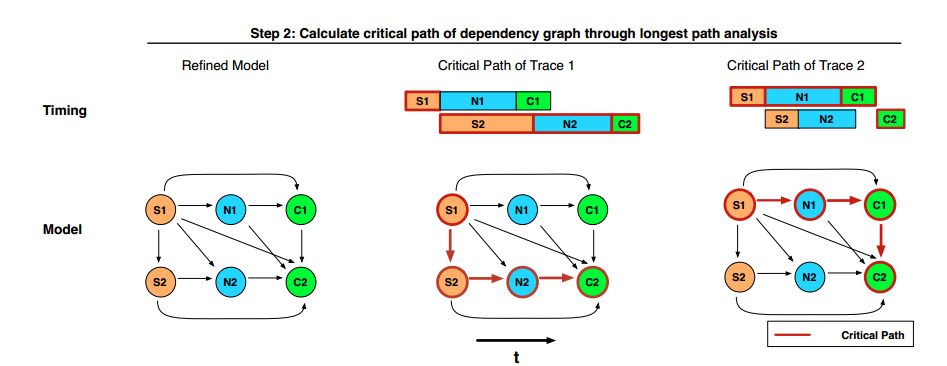 Step 2: Calculate critical path of dependency graph through longest path analysis
Refined Model
Critical Path of Trace 1
Critical Path of Trace 2
Timing
S1 N1 C1
S2 N2 C2
S1 N1 C1
S2 N2 C2
Model
S1 N1 C1
S2 N2 C2
S1 N1 C1
S2 N2 C2
S1 N1 C1
S2 N2 C2
Critical Path
t